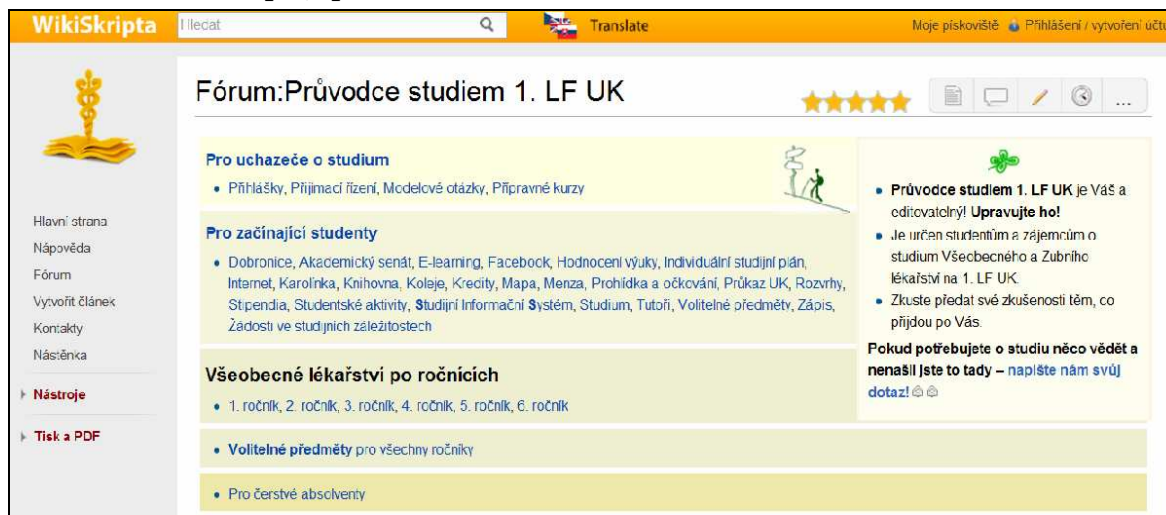 WikiSkripta
Hledat
Translate
Moje pískoviště Přihlášení / vytvoření účtu
Fórum:Průvodce studiem 1. LF UK
...
Hlavní strana
Nápověda
Fórum
Vytvořit článek
Kontakty
Nástěnka
Nástroje
Tisk a PDF
Pro uchazeče o studium
• Přihlášky, Přijímací řízení, Modelové otázky, Přípravné kurzy
Pro začínající studenty
• Dobronice, Akademický senát, E-learning, Facebook, Hodnocení výuky, Individuální studijní plán,
Internet, Karolinka, Knihovna, Koleje, Kredity, Mapa, Menza, Prohlídka a očkování, Průkaz UK, Rozvrhy,
Stipendia, Studentské aktivity, Studijní Informační Systém, Studium, Tutoři, Volitelné předměty, Zápis,
Žádosti ve studijních záležitostech
Všeobecné lékařství po ročnících
• 1. ročník, 2. ročník, 3. ročník, 4. ročník, 5. ročník, 6. ročník
• Volitelné předměty pro všechny ročníky
• Pro čerstvé absolventy
• Průvodce studiem 1. LF UK je Váš a
editovatelný! Upravujte ho!
• Je určen studentům a zájemcům o
studium Všeobecného a Zubního
lékařství na 1. LF UK.
• Zkuste předat své zkušenosti těm, co
přijdou po Vás.
Pokud potřebujete o studiu něco vědět a
nenašli jste to tady – napište nám svůj
dotaz!